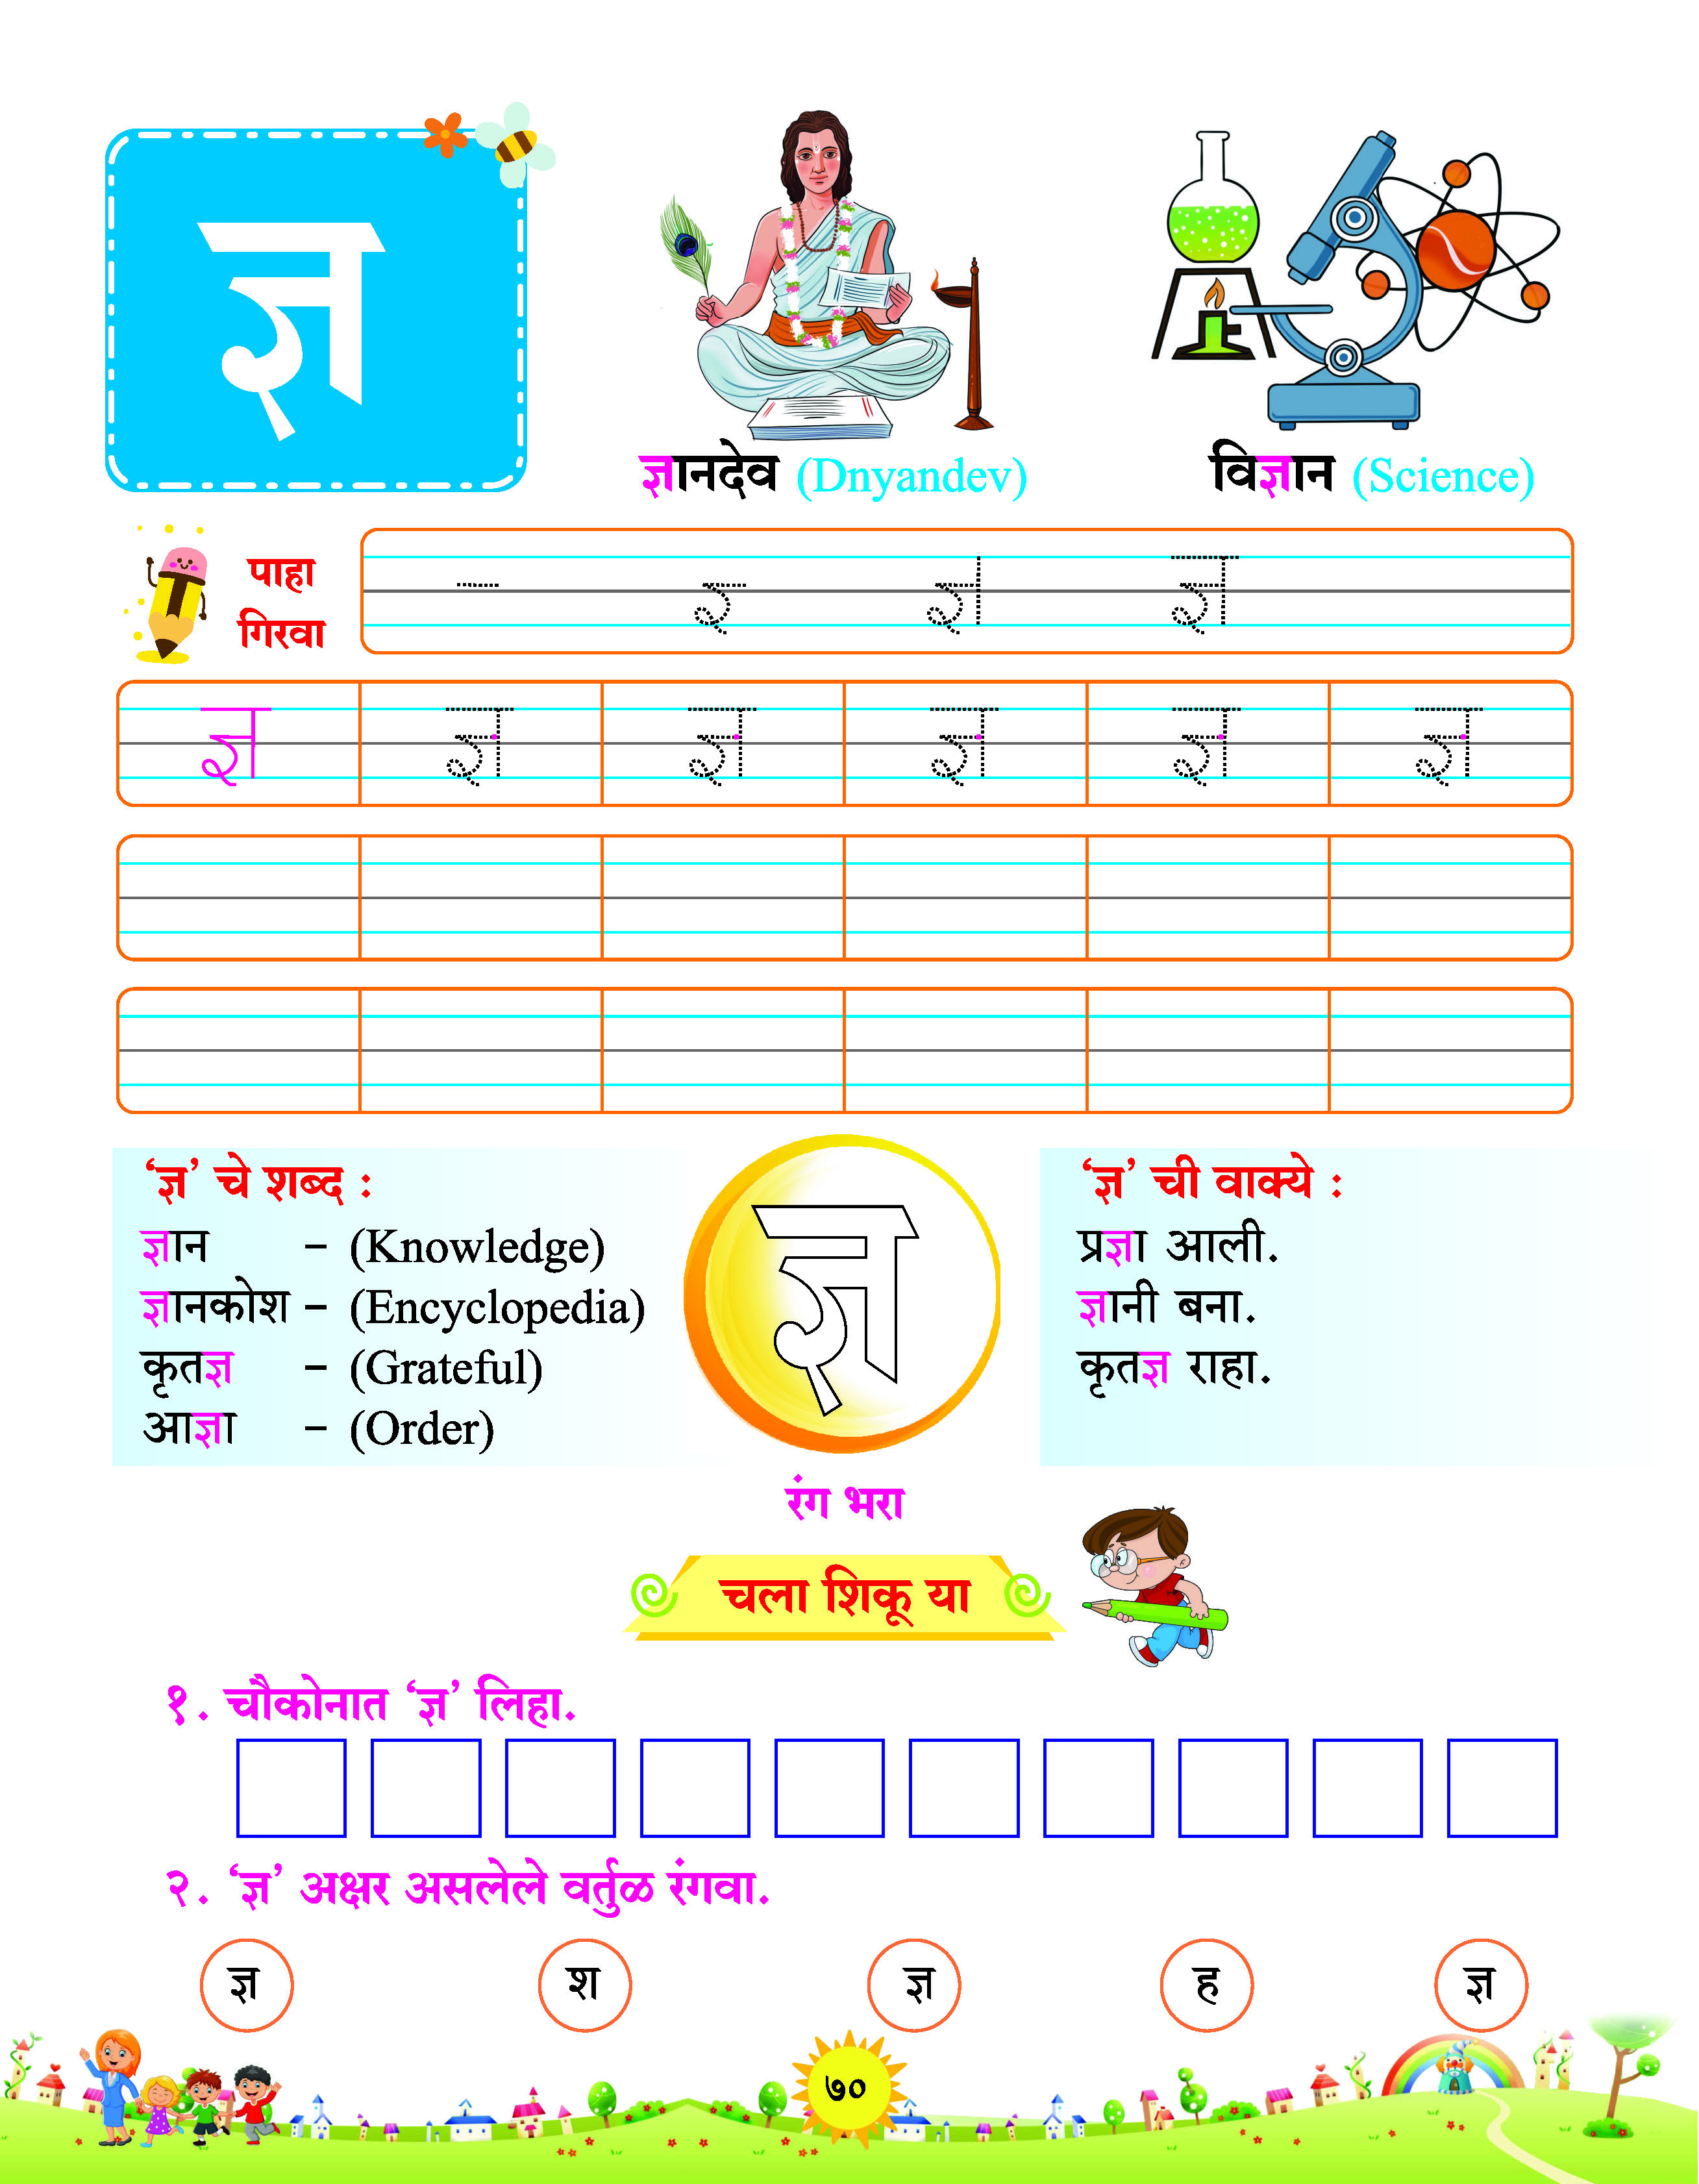 ज्ञ
ज्ञानदेव (Dnyandev)
विज्ञान (Science)
पाहा
गिरवा
ज्ञ
ज्ञ ज्ञ ज्ञ ज्ञ ज्ञ ज्ञ
‘ज्ञ’ चे शब्द :
ज्ञान – (Knowledge)
ज्ञानकोश – (Encyclopedia)
कृतज्ञ – (Grateful)
आज्ञा – (Order)
ज्ञ
रंग भरा
‘ज्ञ’ ची वाक्ये :
प्रज्ञा आली.
ज्ञानी बना.
कृतज्ञ राहा.
चला शिकू या
१. चौकोनात ‘ज्ञ’ लिहा.
२. ‘ज्ञ’ अक्षर असलेले वर्तुळ रंगवा.
ज्ञ श ज्ञ ह ज्ञ
७०